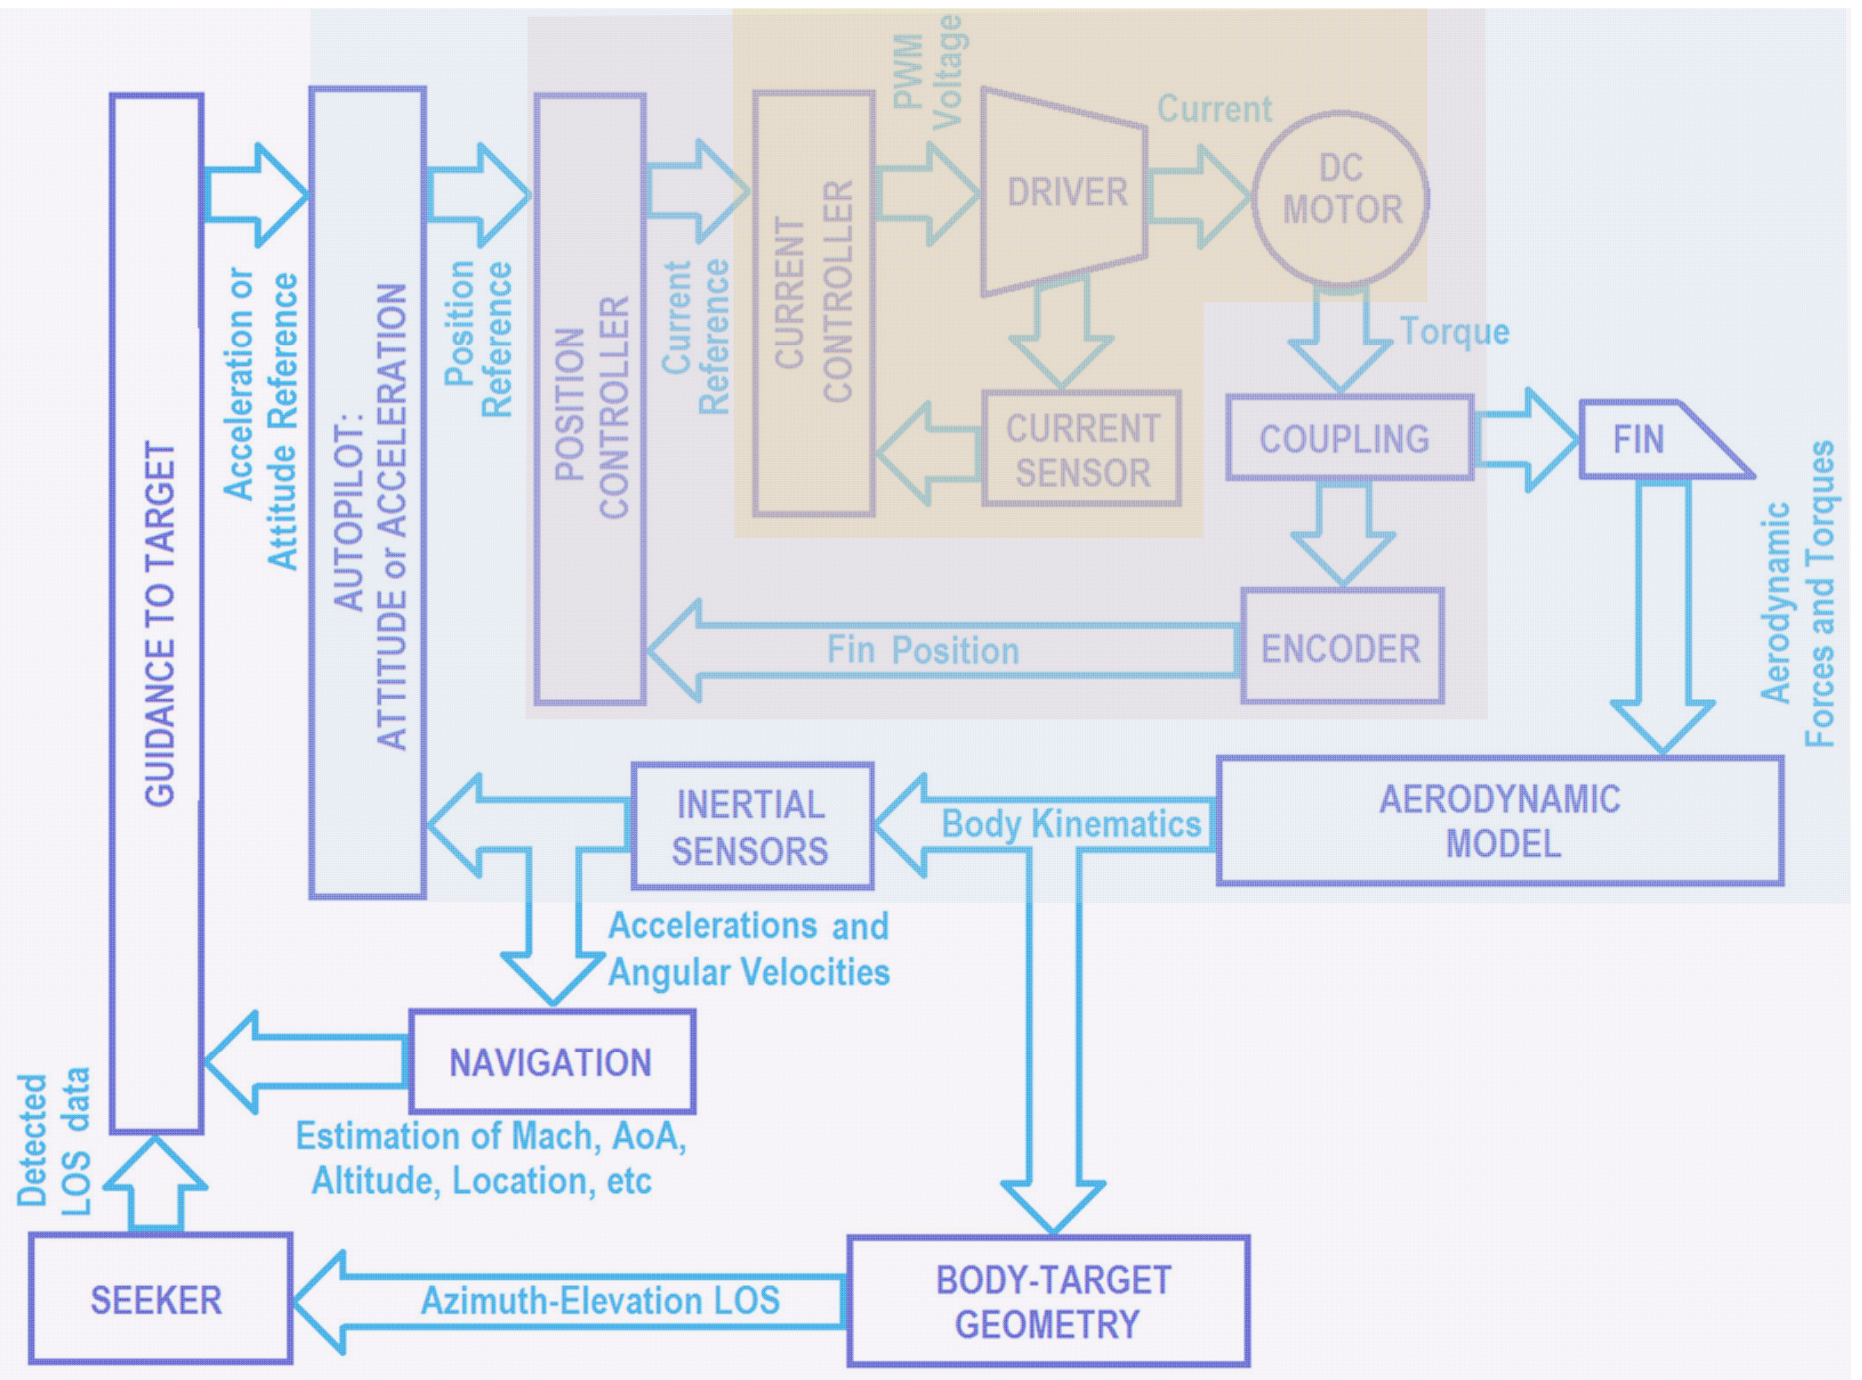 PWM
Voltage
Current
DRIVER
DC
MOTOR
GUIDANCE TO TARGET
Acceleration or
Attitude Reference
AUTOPILOT:
ATTITUDE or ACCELERATION
Position
Reference
POSITION
CONTROLLER
Current
Reference
CURRENT
CONTROLLER
CURRENT
SENSOR
Torque
COUPLING
FIN
Aerodynamic
Forces and Torques
Fin Position
ENCODER
INERTIAL
SENSORS
Body Kinematics
AERODYNAMIC
MODEL
Accelerations and
Angular Velocities
NAVIGATION
Estimation of Mach, AoA,
Altitude, Location, etc
Detected
LOS data
SEEKER
Azimuth-Elevation LOS
BODY-TARGET
GEOMETRY